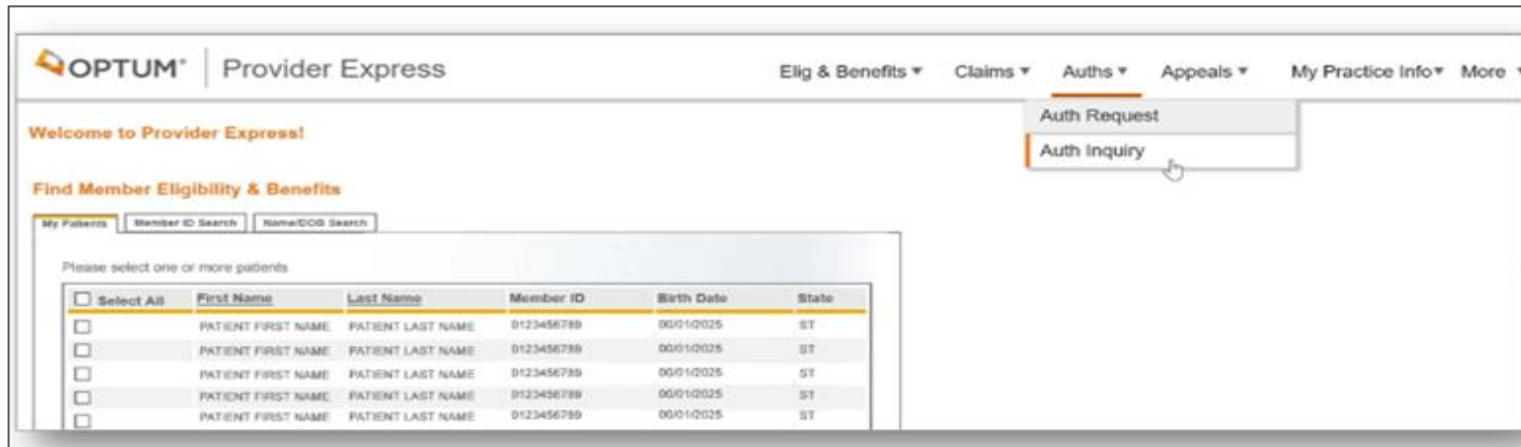 OPTUM® Provider Express Elig & Benefits Claims Auths Appeals My Practice Info More
Auth Request
Auth Inquiry
Welcome to Provider Express!
Find Member Eligibility & Benefits
My Patients Member ID Search Name/DOB Search
Please select one or more patients
Select All First Name Last Name Member ID Birth Date State
PATIENT FIRST NAME PATIENT LAST NAME 0123456789 00/01/2025 ST
PATIENT FIRST NAME PATIENT LAST NAME 0123456789 00/01/2025 ST
PATIENT FIRST NAME PATIENT LAST NAME 0123456789 00/01/2025 ST
PATIENT FIRST NAME PATIENT LAST NAME 0123456789 00/01/2025 ST
PATIENT FIRST NAME PATIENT LAST NAME 0123456789 00/01/2025 ST